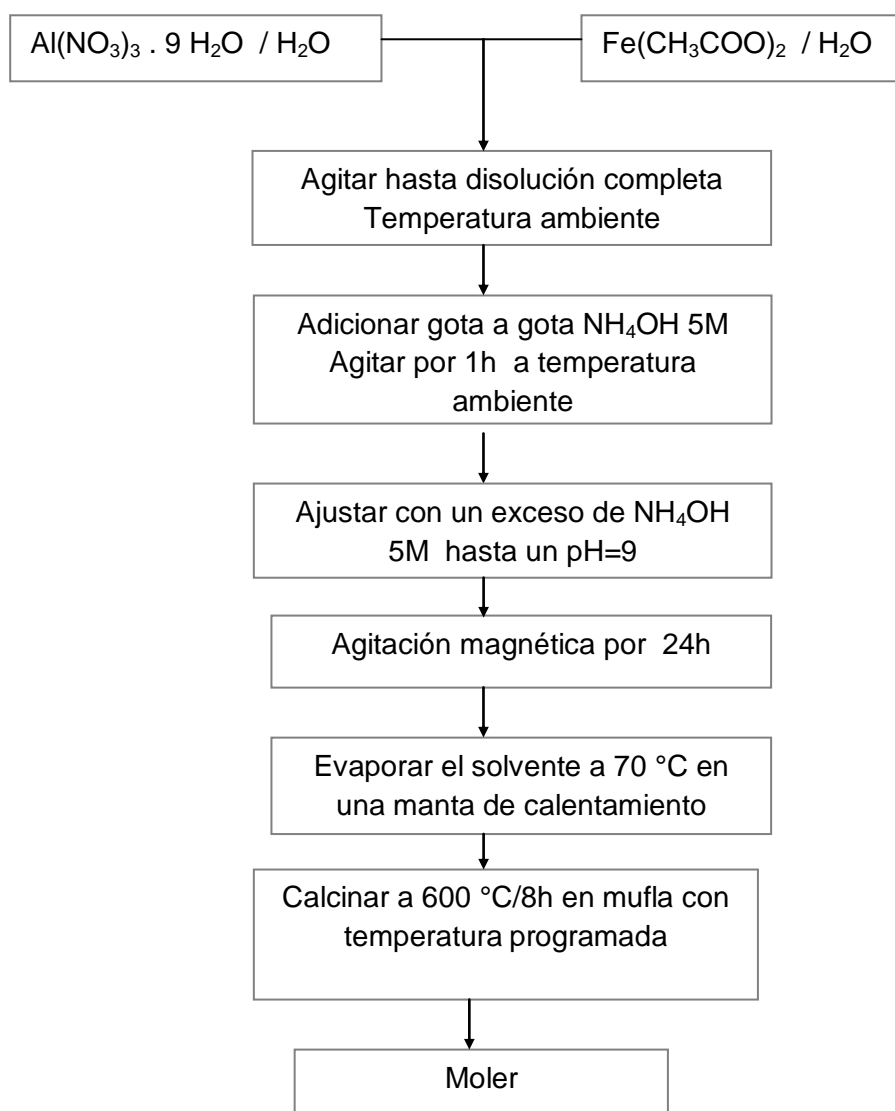 Al(NO₃)₃ . 9 H₂O / H₂O
Fe(CH₃COO)₂ / H₂O
Agitar hasta disolución completa
Temperatura ambiente
Adicionar gota a gota NH₄OH 5M
Agitar por 1h a temperatura
ambiente
Ajustar con un exceso de NH₄OH
5M hasta un pH=9
Agitación magnética por 24h
Evaporar el solvente a 70 °C en
una manta de calentamiento
Calcinar a 600 °C/8h en mufla con
temperatura programada
Moler